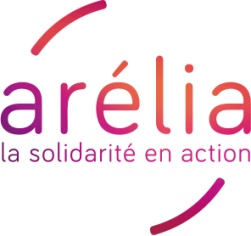 arélia
la solidarité en action